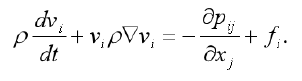 ρ dv_i/dt + v_i ρ∇v_i = − ∂p_ij/∂x_j + f_i.